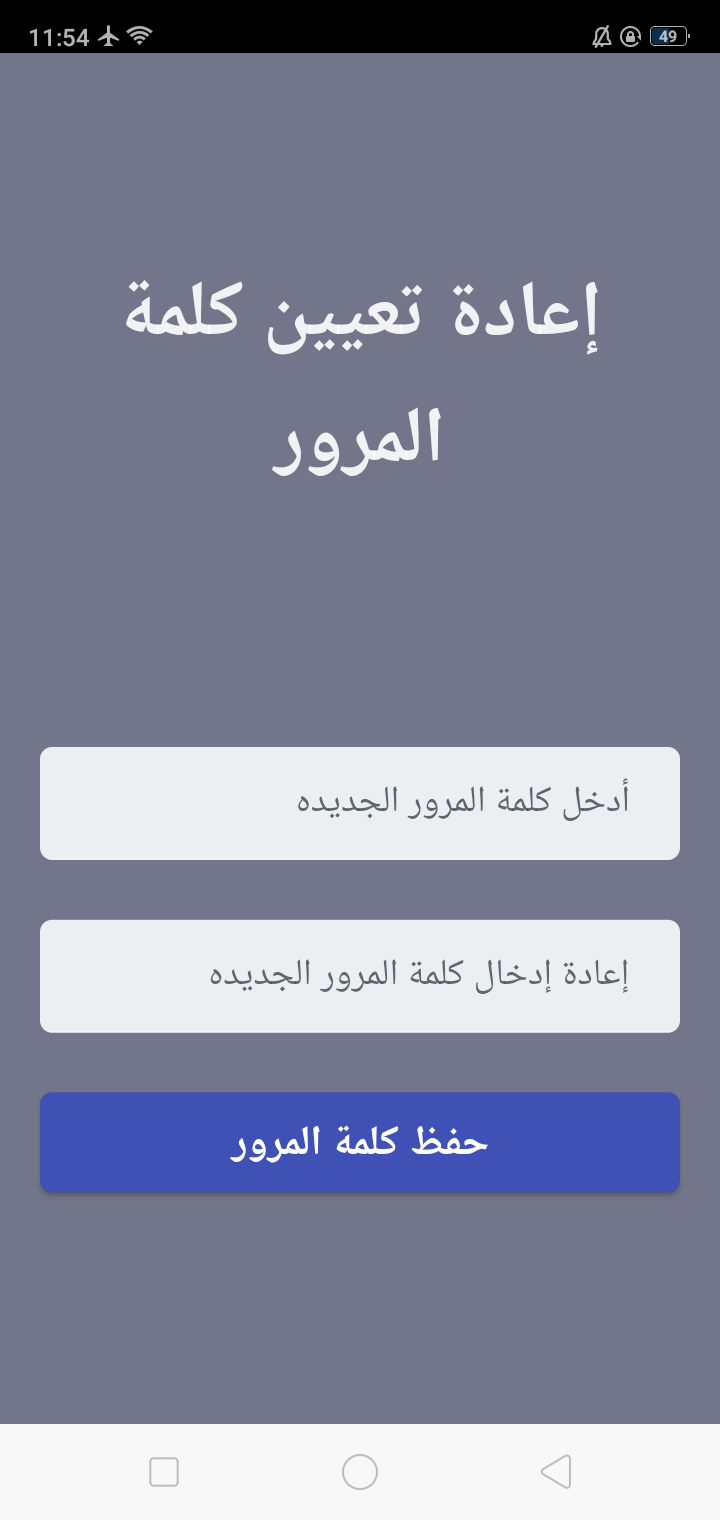 11:54
49
إعادة تعيين كلمة
المرور
أدخل كلمة المرور الجديده
إعادة إدخال كلمة المرور الجديده
حفظ كلمة المرور